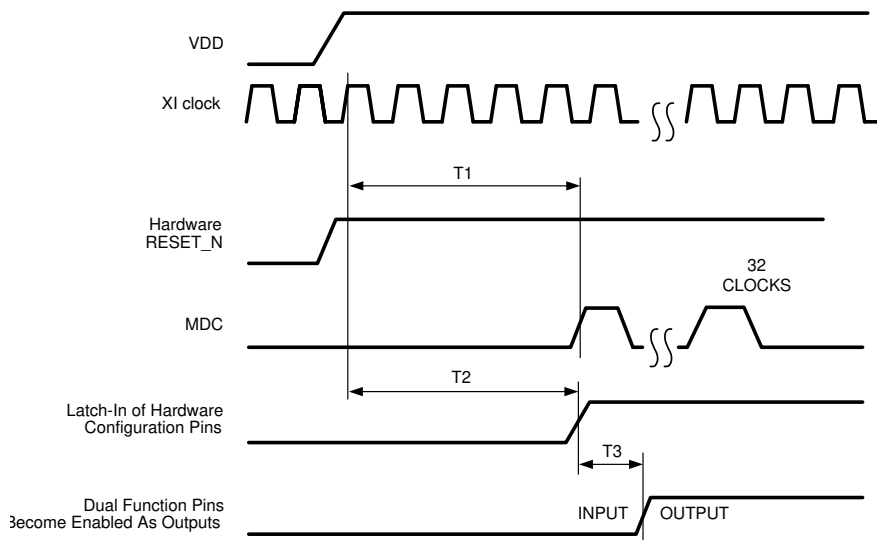 VDD
XI clock
T1
Hardware
RESET_N
32
CLOCKS
MDC
T2
Latch-In of Hardware
Configuration Pins
T3
Dual Function Pins
Become Enabled As Outputs
INPUT
OUTPUT